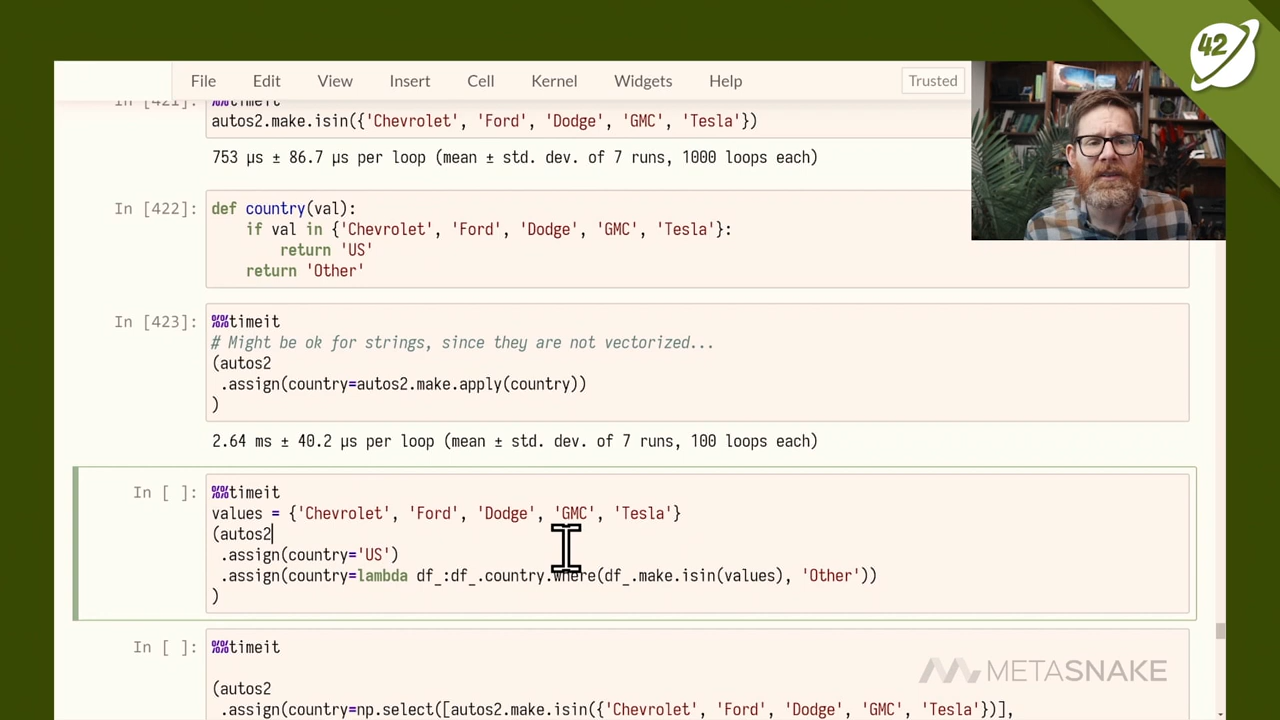 42
File Edit View Insert Cell Kernel Widgets Help Trusted
In [421]: %%timeit
autos2.make.isin({'Chevrolet', 'Ford', 'Dodge', 'GMC', 'Tesla'})
753 µs ± 86.7 µs per loop (mean ± std. dev. of 7 runs, 1000 loops each)
In [422]: def country(val):
if val in {'Chevrolet', 'Ford', 'Dodge', 'GMC', 'Tesla'}:
return 'US'
return 'Other'
In [423]: %%timeit
# Might be ok for strings, since they are not vectorized...
(autos2
.assign(country=autos2.make.apply(country))
)
2.64 ms ± 40.2 µs per loop (mean ± std. dev. of 7 runs, 100 loops each)
In [ ]: %%timeit
values = {'Chevrolet', 'Ford', 'Dodge', 'GMC', 'Tesla'}
(autos2
.assign(country='US')
.assign(country=lambda df_:df_.country.where(df_.make.isin(values), 'Other'))
)
In [ ]: %%timeit
METASNAKE
(autos2
.assign(country=np.select([autos2.make.isin({'Chevrolet', 'Ford', 'Dodge', 'GMC', 'Tesla'})],